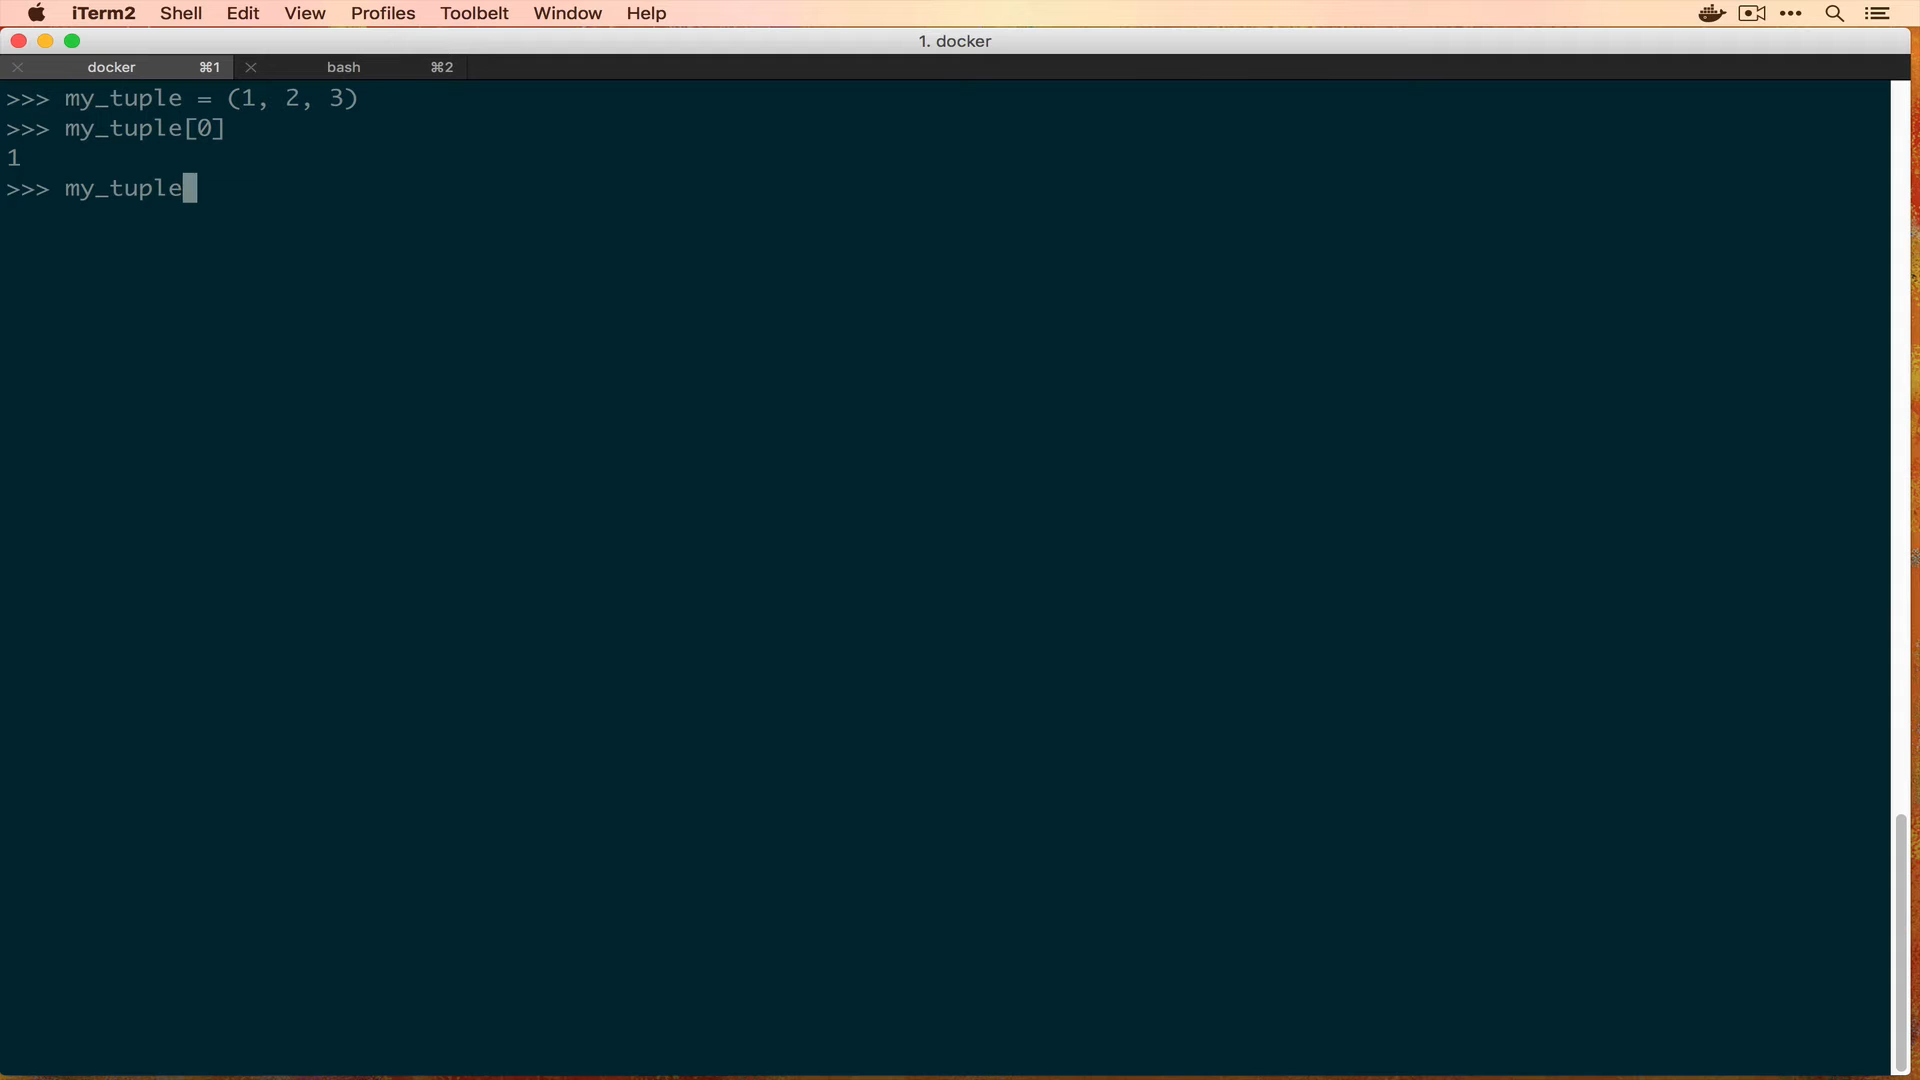 iTerm2 Shell Edit View Profiles Toolbelt Window Help
1. docker
docker ⌘1 bash ⌘2
>>> my_tuple = (1, 2, 3)
>>> my_tuple[0]
1
>>> my_tuple